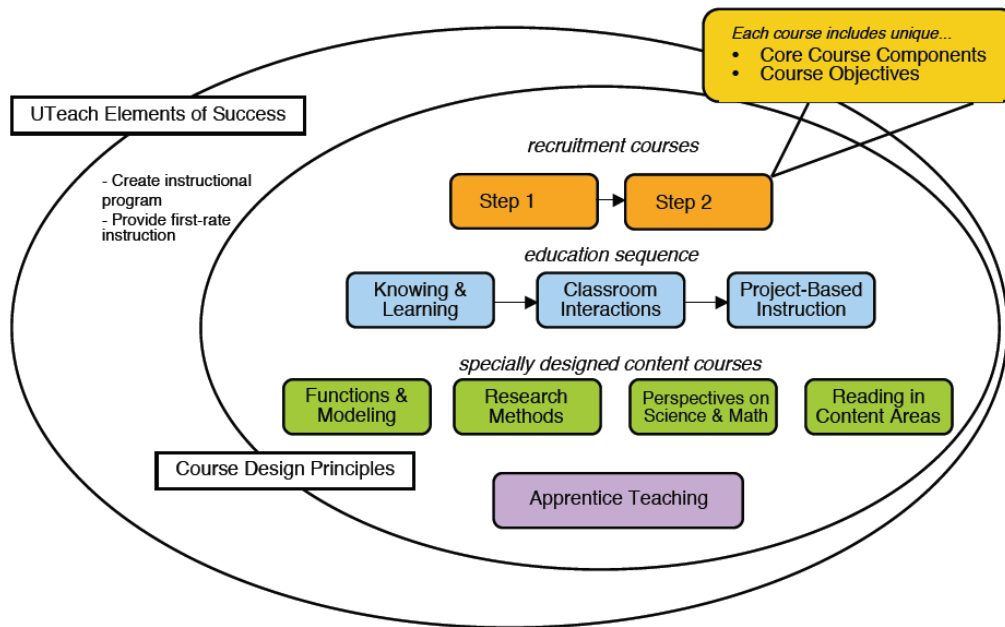 Each course includes unique...
• Core Course Components
• Course Objectives
UTeach Elements of Success
- Create instructional
program
- Provide first-rate
instruction
recruitment courses
Step 1
Step 2
education sequence
Knowing &
Learning
Classroom
Interactions
Project-Based
Instruction
specially designed content courses
Functions &
Modeling
Research
Methods
Perspectives on
Science & Math
Reading in
Content Areas
Course Design Principles
Apprentice Teaching